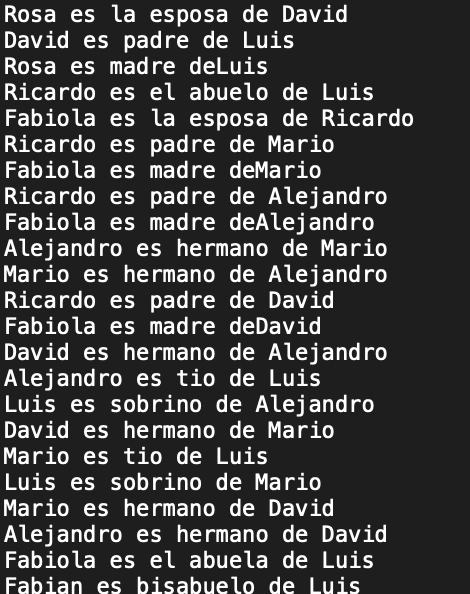 Rosa es la esposa de David
David es padre de Luis
Rosa es madre deLuis
Ricardo es el abuelo de Luis
Fabiola es la esposa de Ricardo
Ricardo es padre de Mario
Fabiola es madre deMario
Ricardo es padre de Alejandro
Fabiola es madre deAlejandro
Alejandro es hermano de Mario
Mario es hermano de Alejandro
Ricardo es padre de David
Fabiola es madre deDavid
David es hermano de Alejandro
Alejandro es tio de Luis
Luis es sobrino de Alejandro
David es hermano de Mario
Mario es tio de Luis
Luis es sobrino de Mario
Mario es hermano de David
Alejandro es hermano de David
Fabiola es el abuela de Luis
Fabian es bisabuelo de Luis